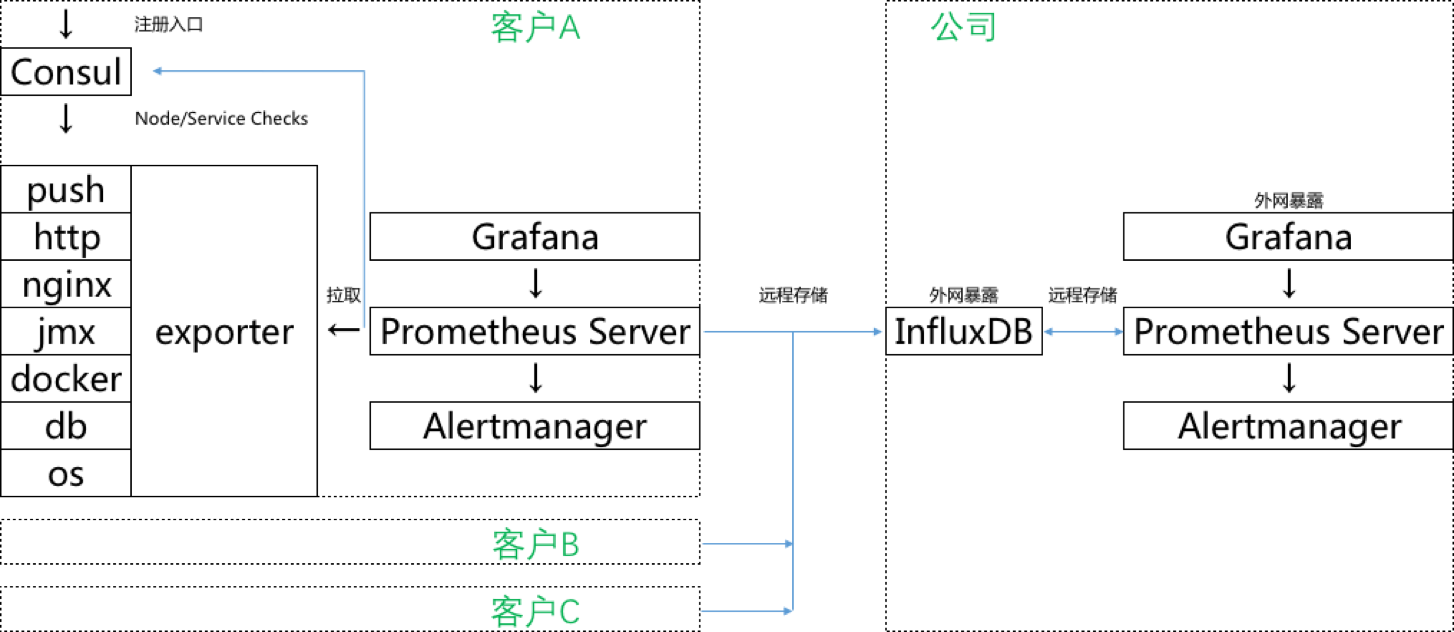 注册入口
客户A
公司
Consul
Node/Service Checks
push
http
nginx
jmx
docker
db
os
exporter
拉取
Grafana
Prometheus Server
Alertmanager
远程存储
外网暴露
InfluxDB
远程存储
外网暴露
Grafana
Prometheus Server
Alertmanager
客户B
客户C